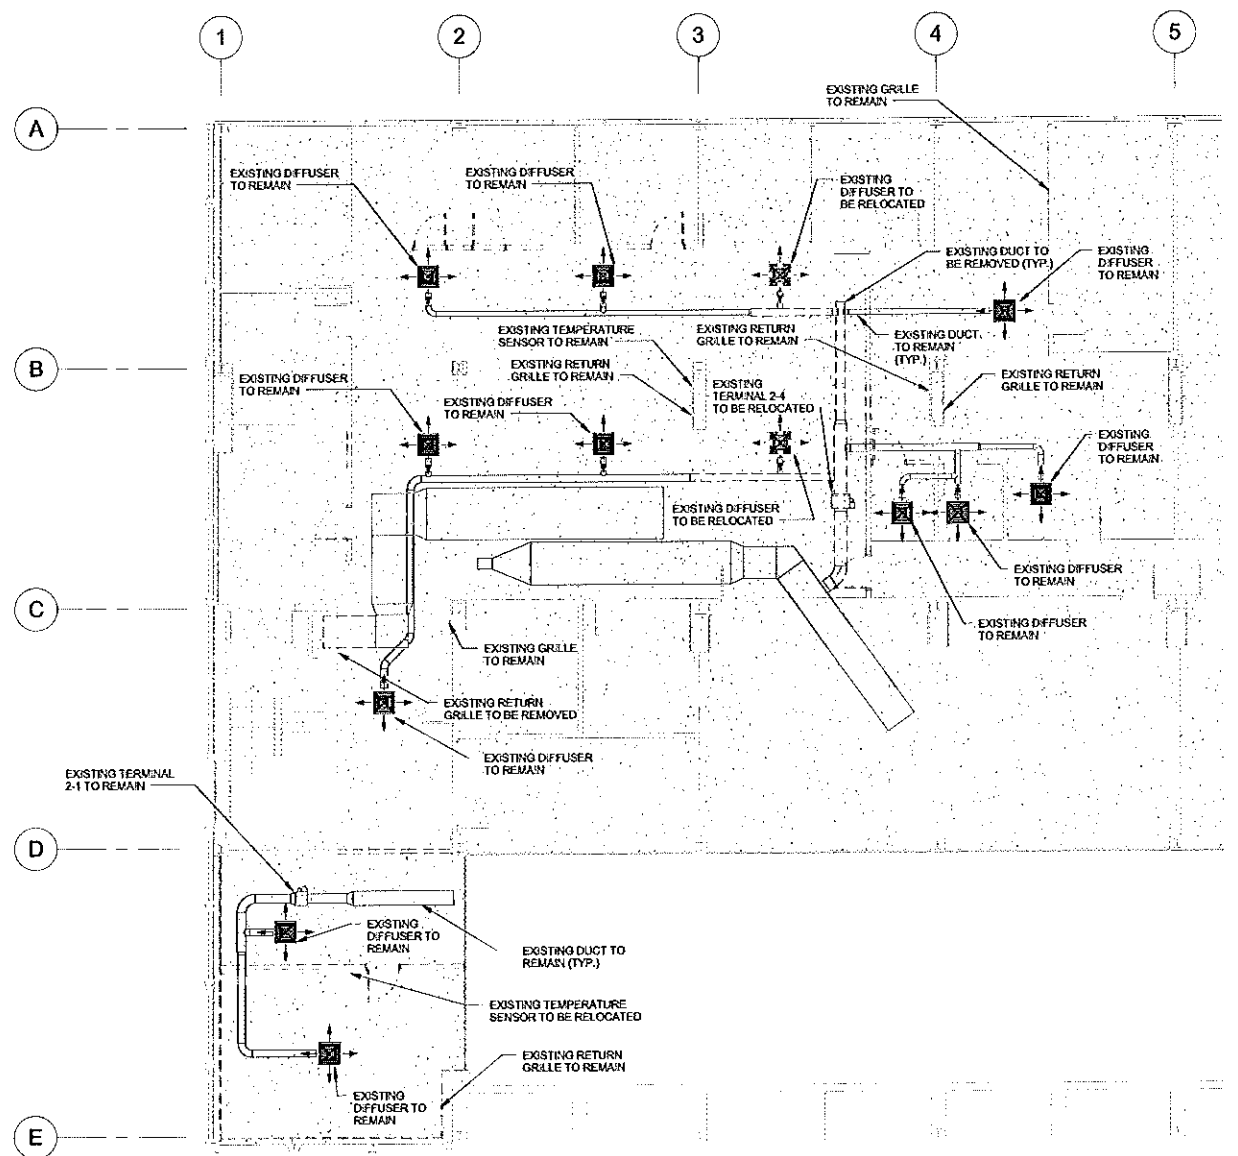 1
2
3
4
5
EXISTING GRILLE
TO REMAIN
A
EXISTING DIFFUSER
TO REMAIN
EXISTING DIFFUSER
TO REMAIN
EXISTING
DIFFUSER TO
BE RELOCATED
EXISTING DUCT TO
BE REMOVED (TYP.)
EXISTING
DIFFUSER
TO REMAIN
EXISTING TEMPERATURE
SENSOR TO REMAIN
EXISTING RETURN
GRILLE TO REMAIN
EXISTING DUCT
TO REMAIN
(TYP.)
B
EXISTING RETURN
GRILLE TO REMAIN
EXISTING RETURN
GRILLE TO REMAIN
EXISTING DIFFUSER
TO REMAIN
EXISTING
TERMINAL 2-4
TO BE RELOCATED
EXISTING DIFFUSER
TO REMAIN
EXISTING
DIFFUSER
TO REMAIN
EXISTING DIFFUSER
TO BE RELOCATED
EXISTING DIFFUSER
TO REMAIN
C
EXISTING DIFFUSER
TO REMAIN
EXISTING GRILLE
TO REMAIN
EXISTING RETURN
GRILLE TO BE REMOVED
EXISTING DIFFUSER
TO REMAIN
EXISTING TERMINAL
2-1 TO REMAIN
D
EXISTING
DIFFUSER TO
REMAIN
EXISTING DUCT TO
REMAIN (TYP.)
EXISTING TEMPERATURE
SENSOR TO BE RELOCATED
EXISTING RETURN
GRILLE TO REMAIN
EXISTING
DIFFUSER TO
REMAIN
E